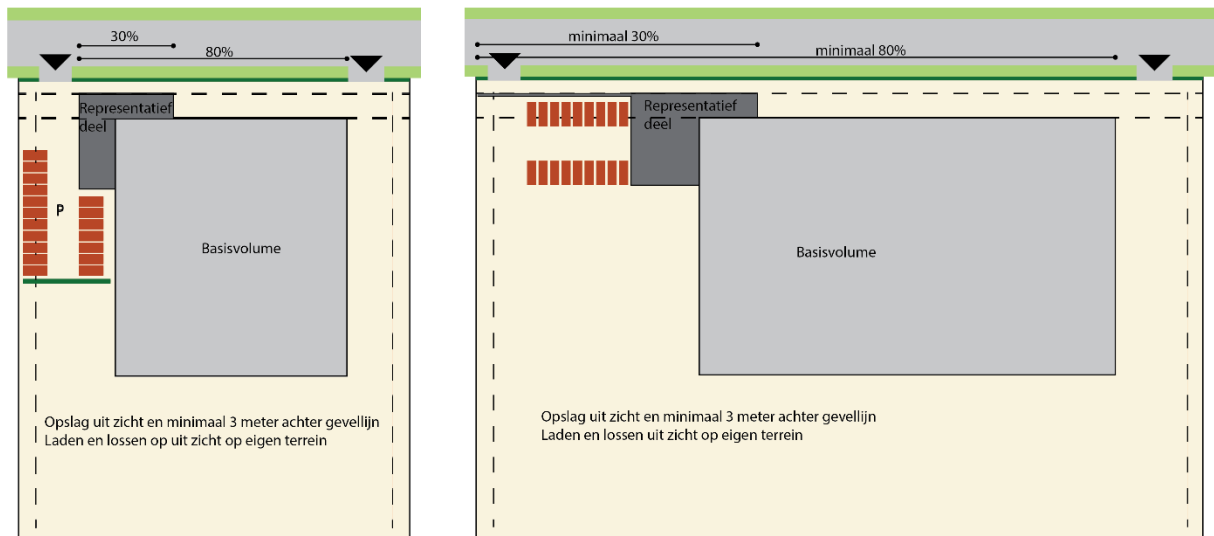 30%
80%
Representatief
deel
P
Basisvolume
Opslag uit zicht en minimaal 3 meter achter gevellijn
Laden en lossen op uit zicht op eigen terrein
minimaal 30%
minimaal 80%
Representatief
deel
Basisvolume
Opslag uit zicht en minimaal 3 meter achter gevellijn
Laden en lossen uit zicht op eigen terrein